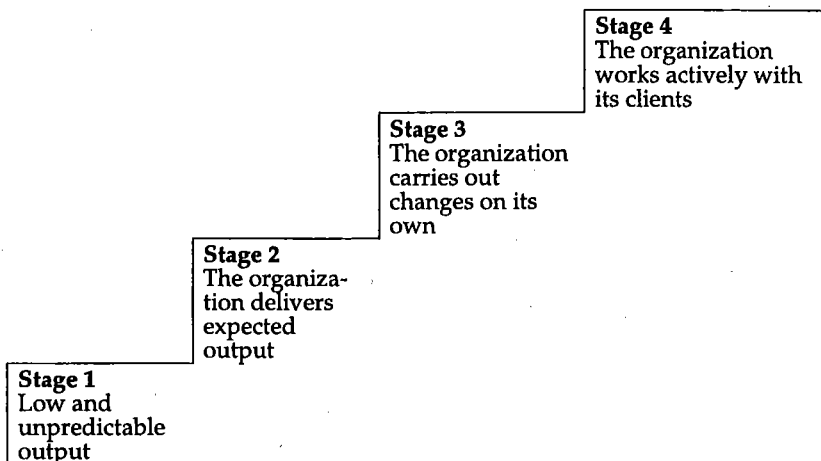 Stage 4
The organization
works actively with
its clients
Stage 3
The organization
carries out
changes on its
own
Stage 2
The organiza-
tion delivers
expected
output
Stage 1
Low and
unpredictable
output